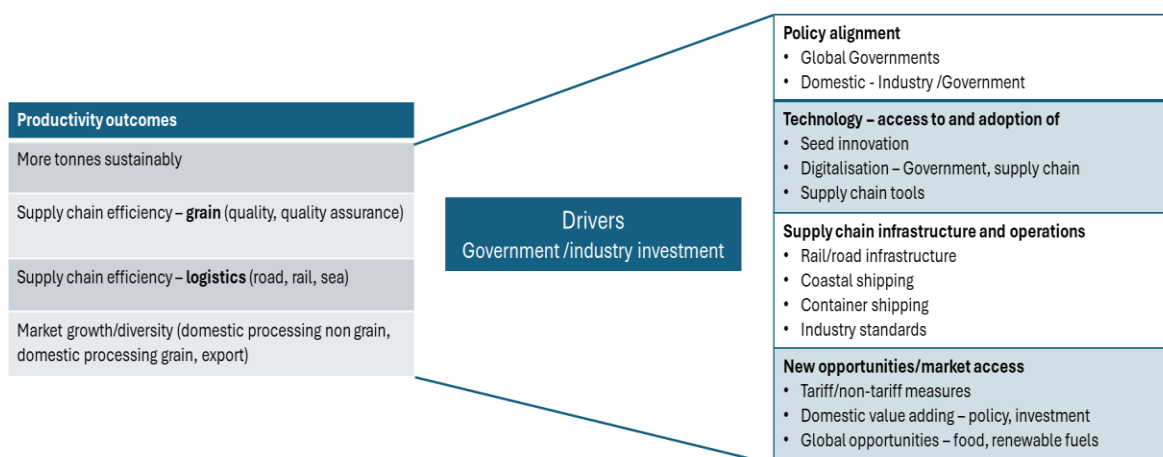 Productivity outcomes
More tonnes sustainably
Supply chain efficiency – grain (quality, quality assurance)
Supply chain efficiency – logistics (road, rail, sea)
Market growth/diversity (domestic processing non grain,
domestic processing grain, export)
Drivers
Government /industry investment
Policy alignment
• Global Governments
• Domestic - Industry /Government
Technology – access to and adoption of
• Seed innovation
• Digitalisation – Government, supply chain
• Supply chain tools
Supply chain infrastructure and operations
• Rail/road infrastructure
• Coastal shipping
• Container shipping
• Industry standards
New opportunities/market access
• Tariff/non-tariff measures
• Domestic value adding – policy, investment
• Global opportunities – food, renewable fuels